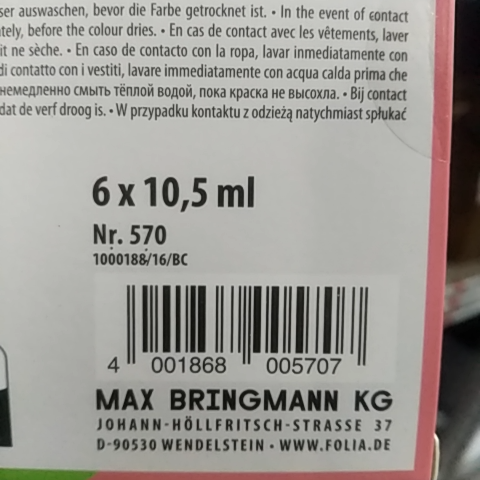 ser auswaschen, bevor die Farbe getrocknet ist. • In the event of contact
tely, before the colour dries. • En cas de contact avec les vêtements, laver
it ne sèche. • En caso de contacto con la ropa, lavar inmediatamente con
di contatto con i vestiti, lavare immediatamente con acqua calda prima che
немедленно смыть тёплой водой, пока краска не высохла. • Bij contact
dat de verf droog is. • W przypadku kontaktu z odzieżą natychmiast spłukać
6 x 10,5 ml
Nr. 570
1000188/16/BC
4 001868 005707
MAX BRINGMANN KG
JOHANN-HÖLLFRITSCH-STRASSE 37
D-90530 WENDELSTEIN • WWW.FOLIA.DE